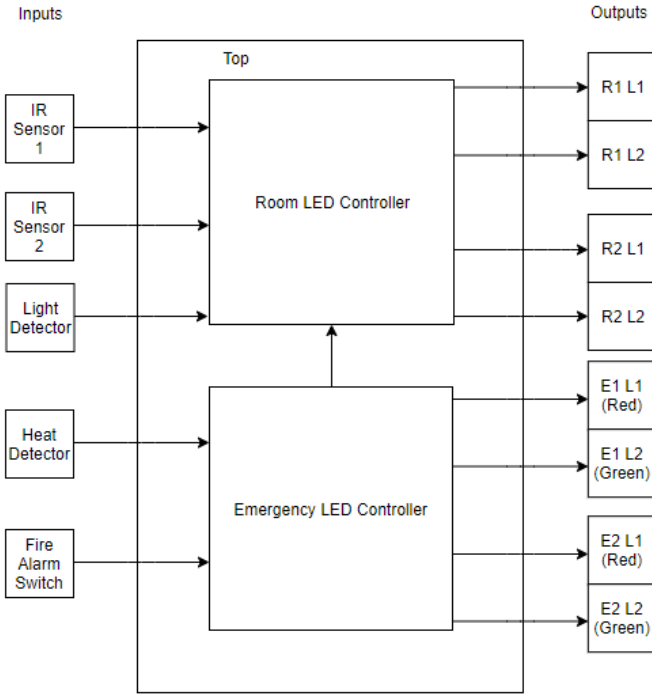 Inputs
Outputs
Top
IR
Sensor
1
IR
Sensor
2
Light
Detector
Heat
Detector
Fire
Alarm
Switch
Room LED Controller
Emergency LED Controller
R1 L1
R1 L2
R2 L1
R2 L2
E1 L1
(Red)
E1 L2
(Green)
E2 L1
(Red)
E2 L2
(Green)